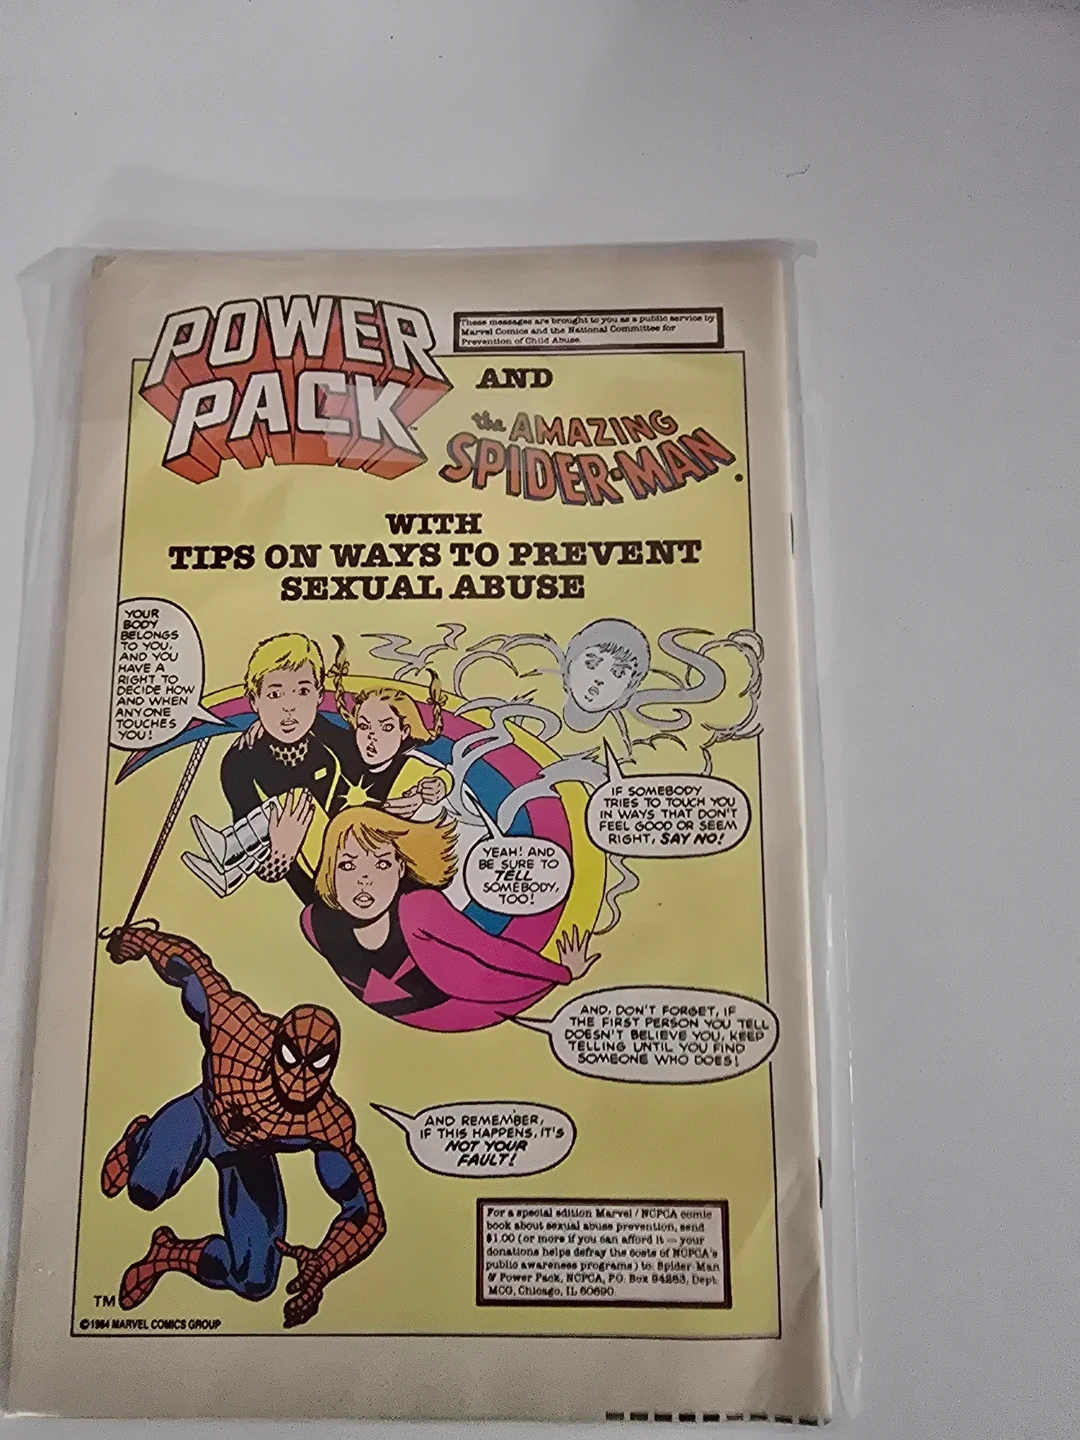 POWER
PACK
These messages are brought to you as a public service by
Marvel Comics and the National Committee for
Prevention of Child Abuse.
AND
the AMAZING
SPIDER-MAN
WITH
TIPS ON WAYS TO PREVENT
SEXUAL ABUSE
YOUR
BODY
BELONGS
TO YOU,
AND YOU
HAVE A
RIGHT TO
DECIDE HOW
AND WHEN
ANYONE
TOUCHES
YOU!
IF SOMEBODY
TRIES TO TOUCH YOU
IN WAYS THAT DON'T
FEEL GOOD OR SEEM
RIGHT, SAY NO!
YEAH! AND
BE SURE TO
TELL
SOMEBODY,
TOO!
AND, DON'T FORGET, IF
THE FIRST PERSON YOU TELL
DOESN'T BELIEVE YOU, KEEP
TELLING UNTIL YOU FIND
SOMEONE WHO DOES!
AND REMEMBER,
IF THIS HAPPENS, IT'S
NOT YOUR
FAULT!
For a special edition Marvel / NCPCA comic
book about sexual abuse prevention, send
$1.00 (or more if you can afford it — your
donations helps defray the costs of NCPCA's
public awareness programs) to: Spider-Man
& Power Pack, NCPCA, P.O. Box 94283, Dept.
MCG, Chicago, IL 60690.
TM
© 1984 MARVEL COMICS GROUP